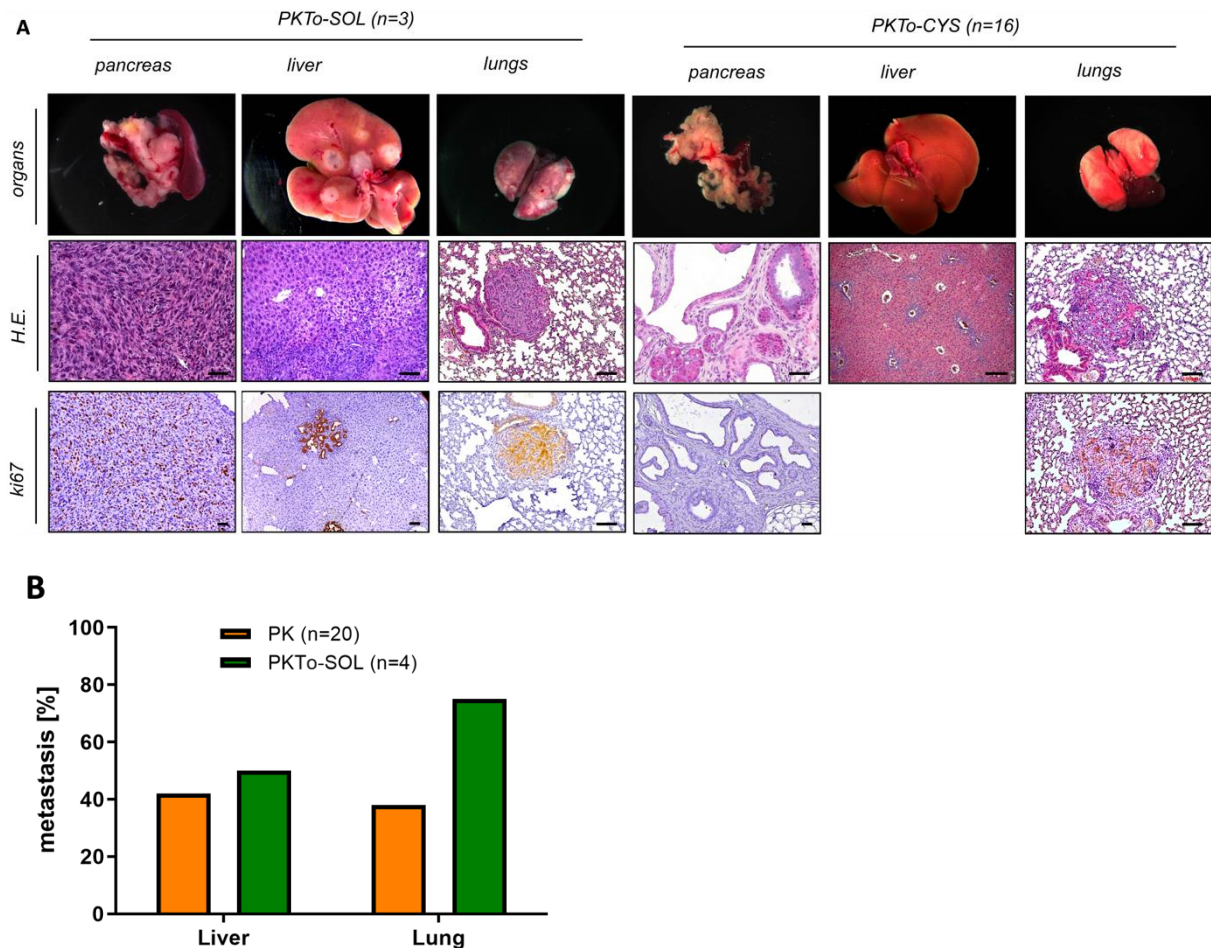 A
PKTo-SOL (n=3)
PKTo-CYS (n=16)
pancreas
liver
lungs
pancreas
liver
lungs
organs
H.E.
ki67
B
100
80
60
40
20
0
metastasis [%]
PK (n=20)
PKTo-SOL (n=4)
Liver
Lung